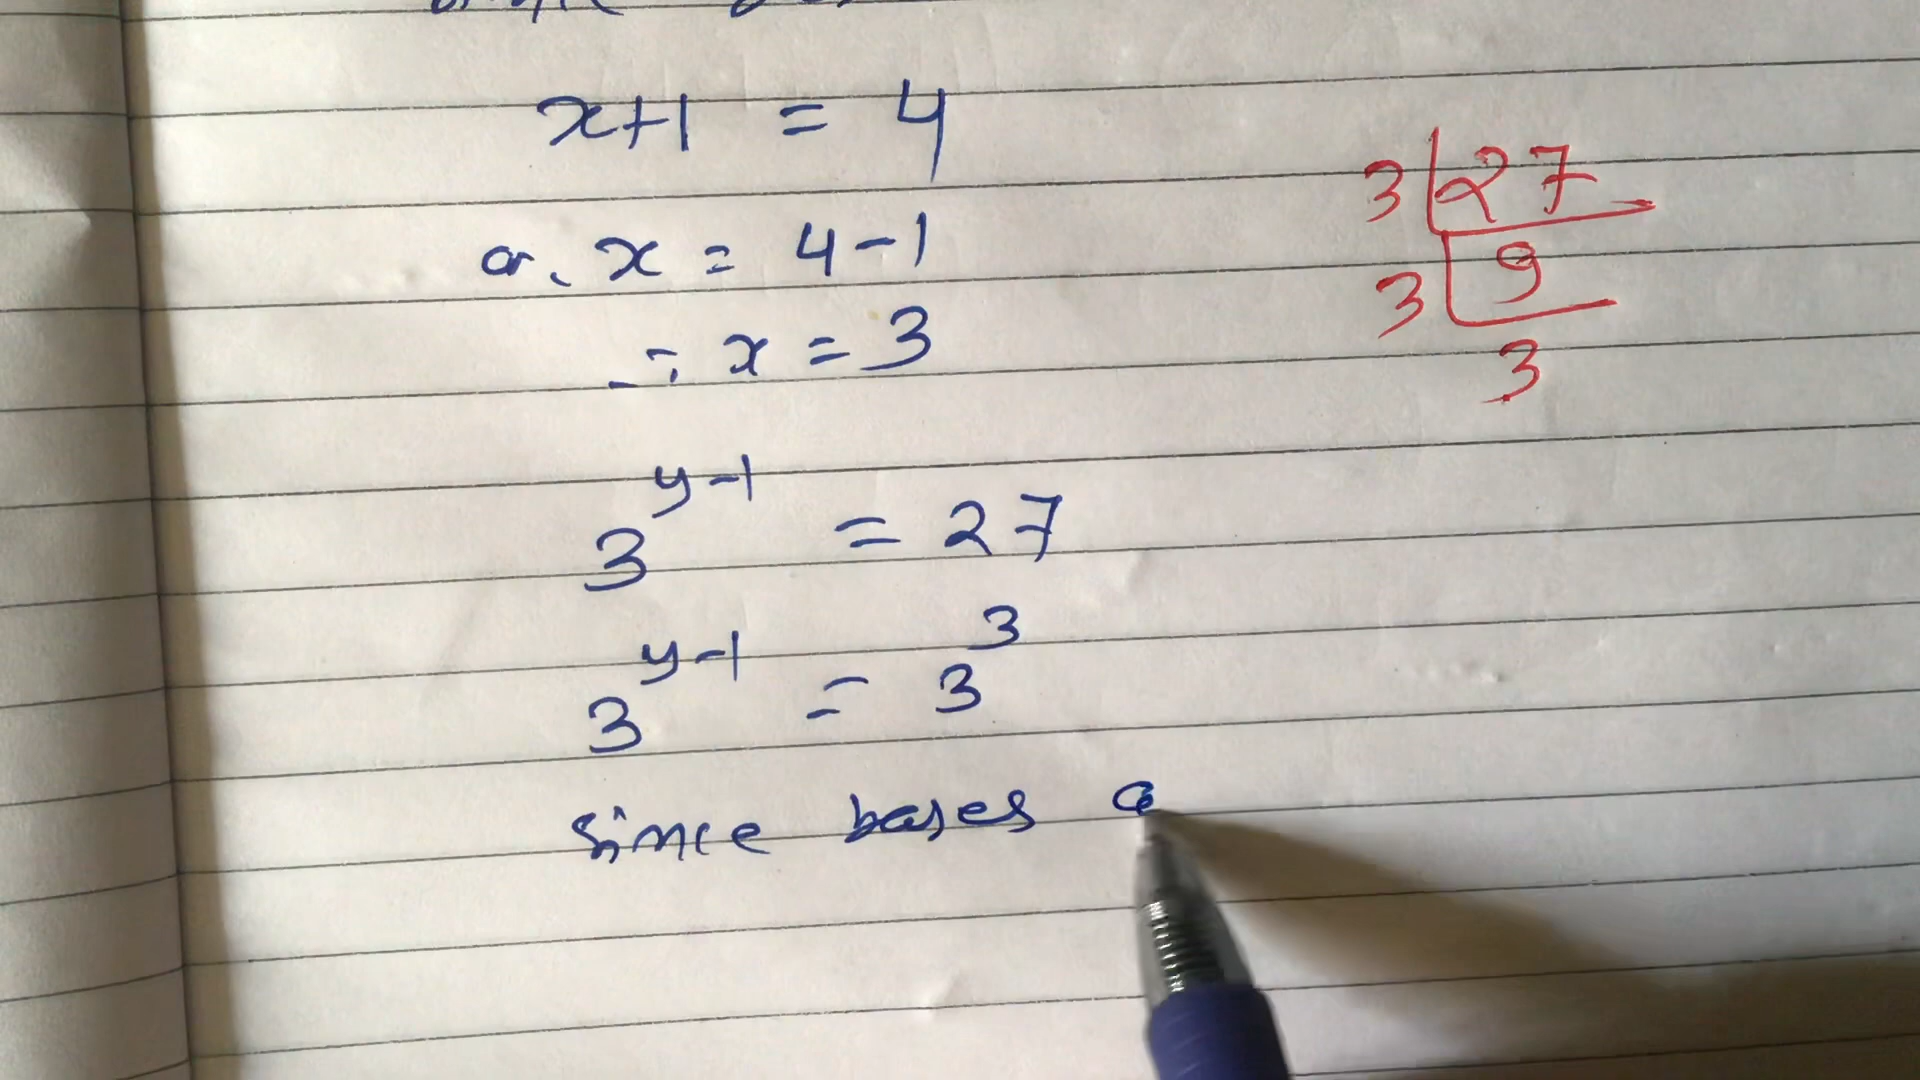 x+1 = 4
or, x = 4-1
∴ x = 3
3^{y-1} = 27
3^{y-1} = 3^3
Since bases a
3 | 27
3 | 9
3